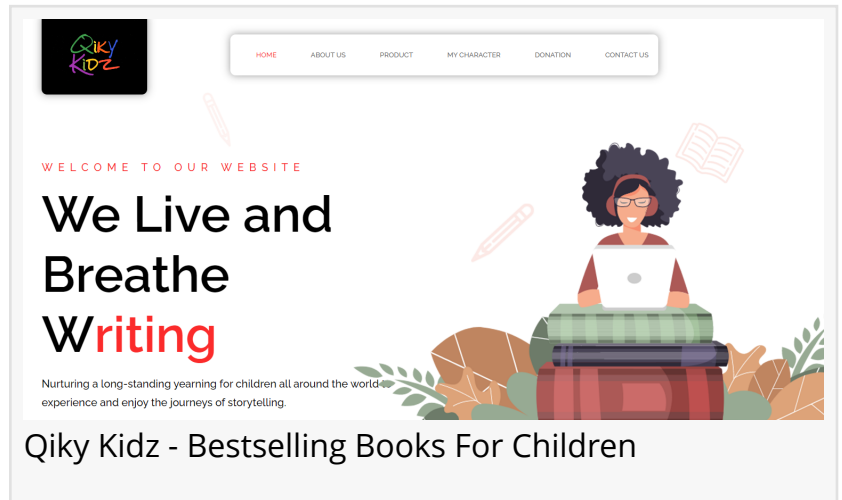 Qiky
Kidz
HOME ABOUT US PRODUCT MY CHARACTER DONATION CONTACT US
WELCOME TO OUR WEBSITE
We Live and
Breathe
Writing
Nurturing a long-standing yearning for children all around the world
experience and enjoy the journeys of storytelling.
Qiky Kidz - Bestselling Books For Children